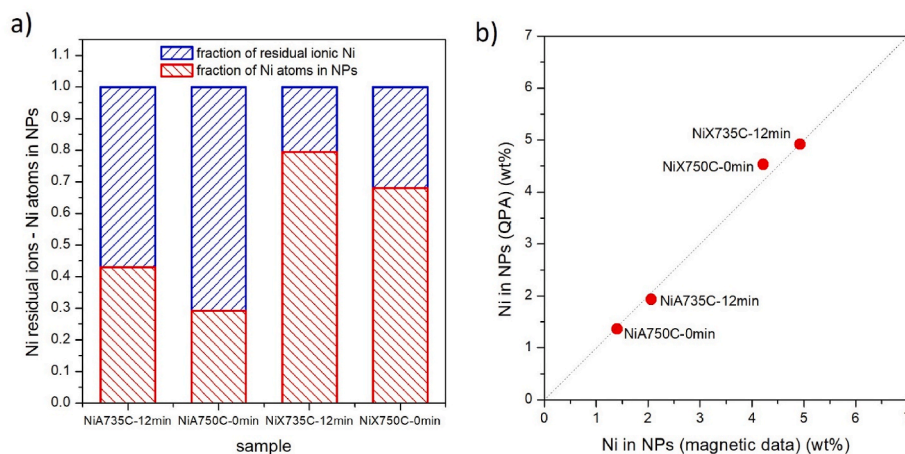 a)
fraction of residual ionic Ni
fraction of Ni atoms in NPs
1.1
1.0
0.9
0.8
0.7
0.6
0.5
0.4
0.3
0.2
0.1
0.0
Ni residual ions - Ni atoms in NPs
NiA735C-12min NiA750C-0min NiX735C-12min NiX750C-0min
sample
b)
7
6
5
4
3
2
1
0
Ni in NPs (QPA) (wt%)
NiX735C-12min
NiX750C-0min
NiA735C-12min
NiA750C-0min
0 1 2 3 4 5 6
Ni in NPs (magnetic data) (wt%)